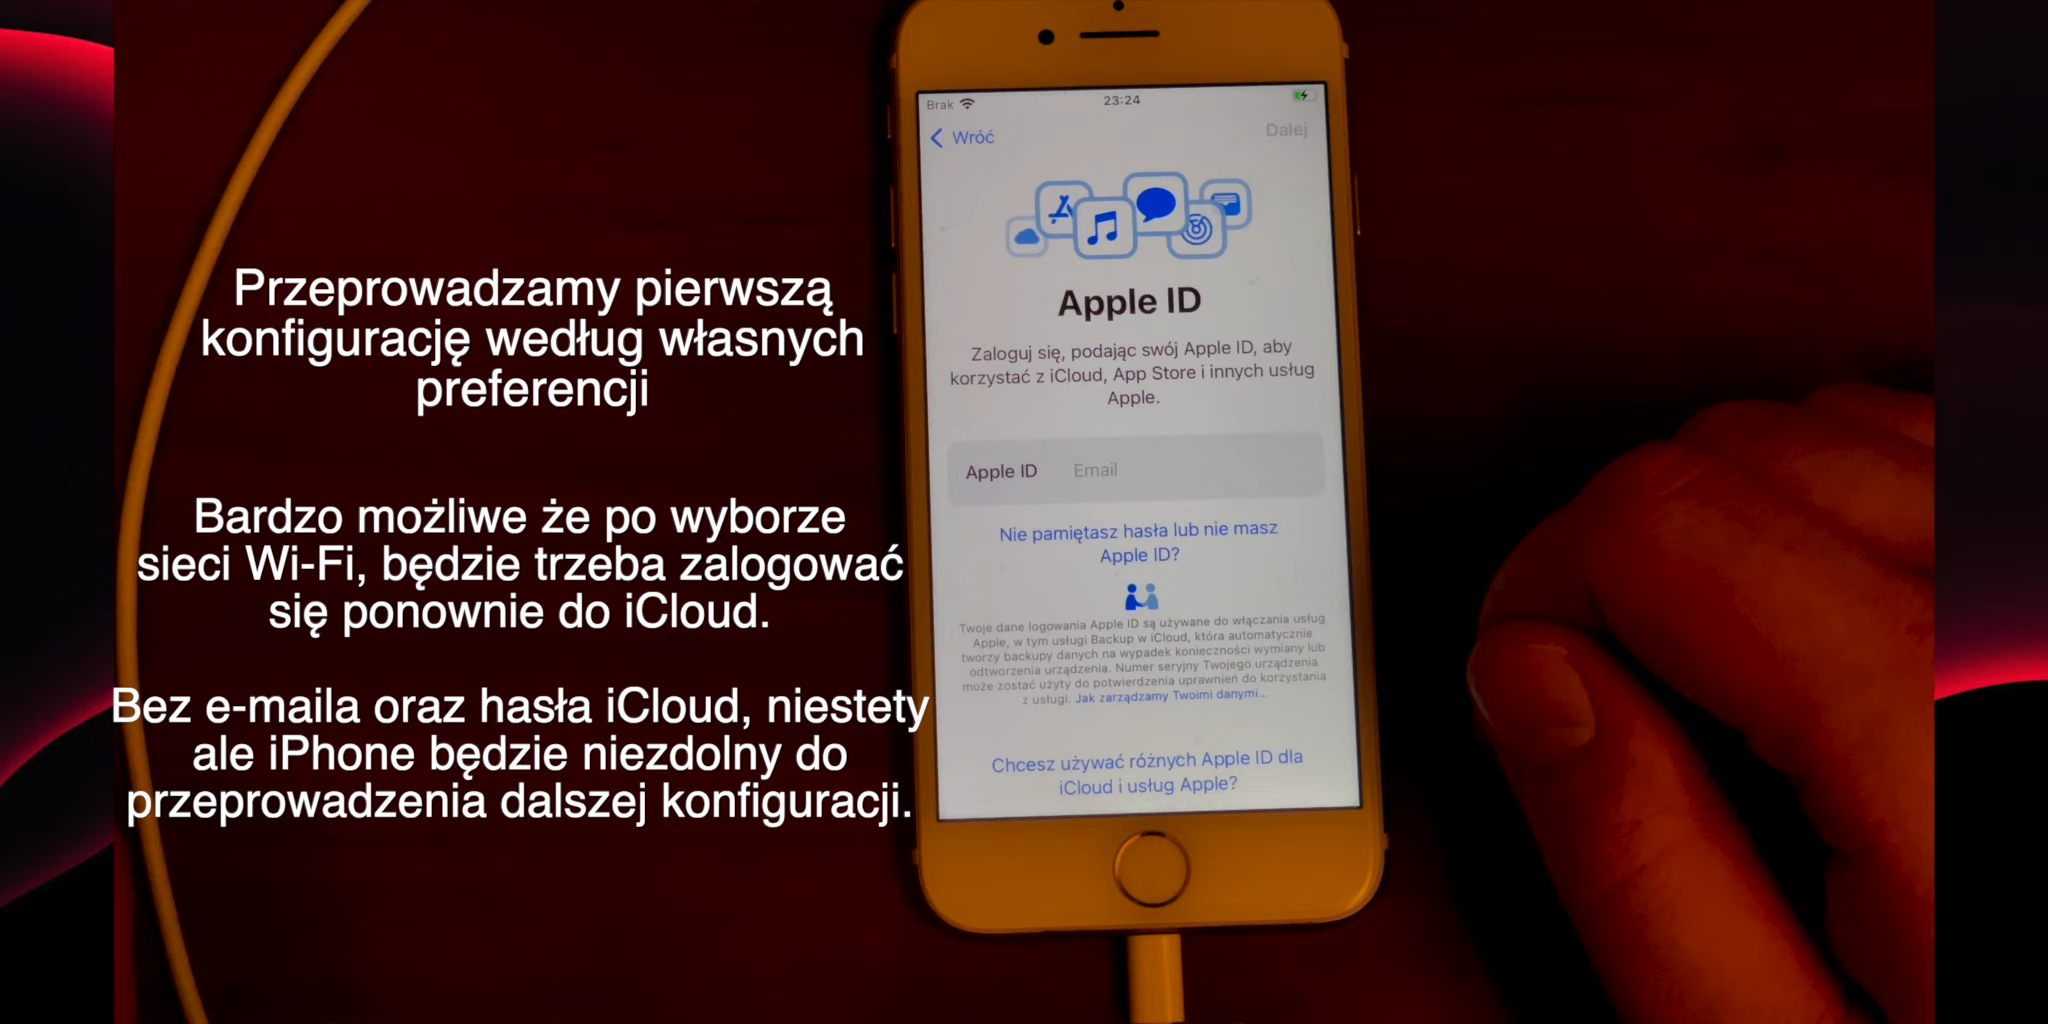 Przeprowadzamy pierwszą
konfigurację według własnych
preferencji
Bardzo możliwe że po wyborze
sieci Wi-Fi, będzie trzeba zalogować
się ponownie do iCloud.
Bez e-maila oraz hasła iCloud, niestety
ale iPhone będzie niezdolny do
przeprowadzenia dalszej konfiguracji.
Brak
23:24
Wróć
Dalej
Apple ID
Zaloguj się, podając swój Apple ID, aby
korzystać z iCloud, App Store i innych usług
Apple.
Apple ID Email
Nie pamiętasz hasła lub nie masz
Apple ID?
Twoje dane logowania Apple ID są używane do włączania usług
Apple, w tym usługi Backup w iCloud, która automatycznie
tworzy backupy danych na wypadek konieczności wymiany lub
odtworzenia urządzenia. Numer seryjny Twojego urządzenia
może zostać użyty do potwierdzenia uprawnień do korzystania
z usługi. Jak zarządzamy Twoimi danymi...
Chcesz używać różnych Apple ID dla
iCloud i usług Apple?